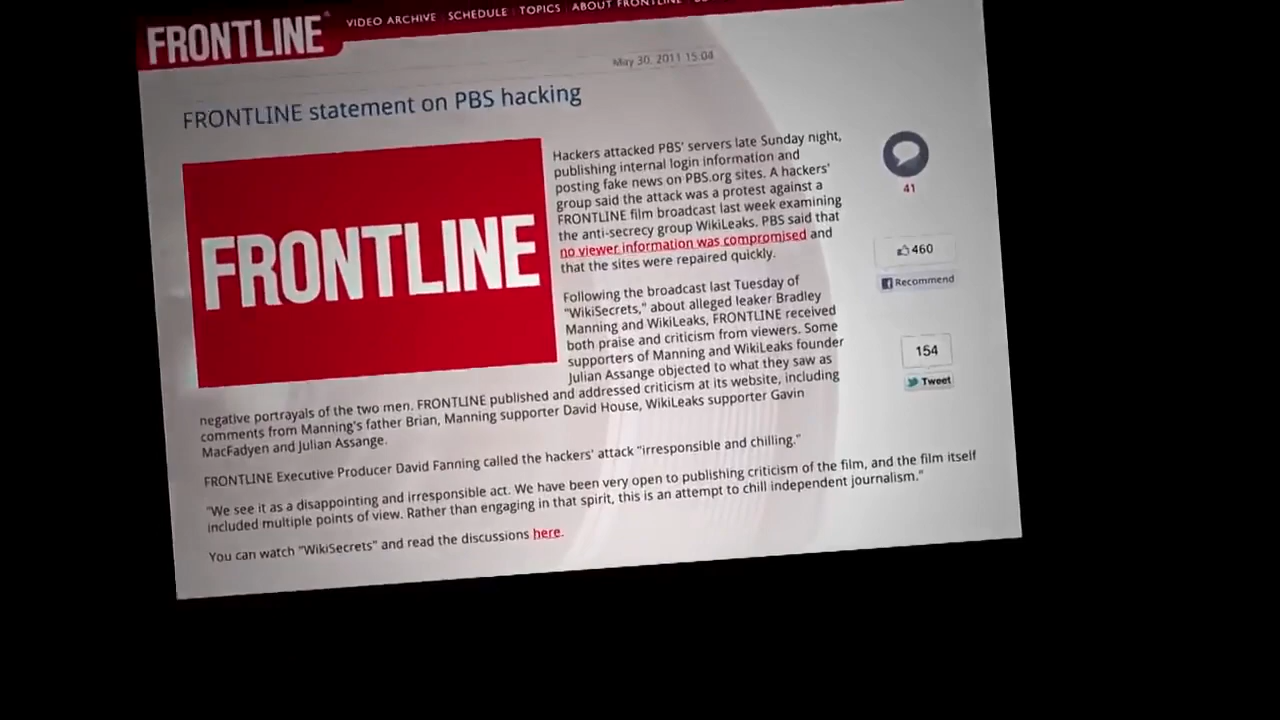 FRONTLINE
VIDEO ARCHIVE SCHEDULE TOPICS ABOUT FRONTLINE
May 30, 2011 15:04
FRONTLINE statement on PBS hacking
FRONTLINE
Hackers attacked PBS' servers late Sunday night,
publishing internal login information and
posting fake news on PBS.org sites. A hackers'
group said the attack was a protest against a
FRONTLINE film broadcast last week examining
the anti-secrecy group WikiLeaks. PBS said that
no viewer information was compromised and
that the sites were repaired quickly.
Following the broadcast last Tuesday of
"WikiSecrets," about alleged leaker Bradley
Manning and WikiLeaks, FRONTLINE received
both praise and criticism from viewers. Some
supporters of Manning and WikiLeaks founder
Julian Assange objected to what they saw as
negative portrayals of the two men. FRONTLINE published and addressed criticism at its website, including
comments from Manning's father Brian, Manning supporter David House, WikiLeaks supporter Gavin
MacFadyen and Julian Assange.
FRONTLINE Executive Producer David Fanning called the hackers' attack "irresponsible and chilling."
"We see it as a disappointing and irresponsible act. We have been very open to publishing criticism of the film, and the film itself
included multiple points of view. Rather than engaging in that spirit, this is an attempt to chill independent journalism."
You can watch "WikiSecrets" and read the discussions here.
41
460
Recommend
154
Tweet